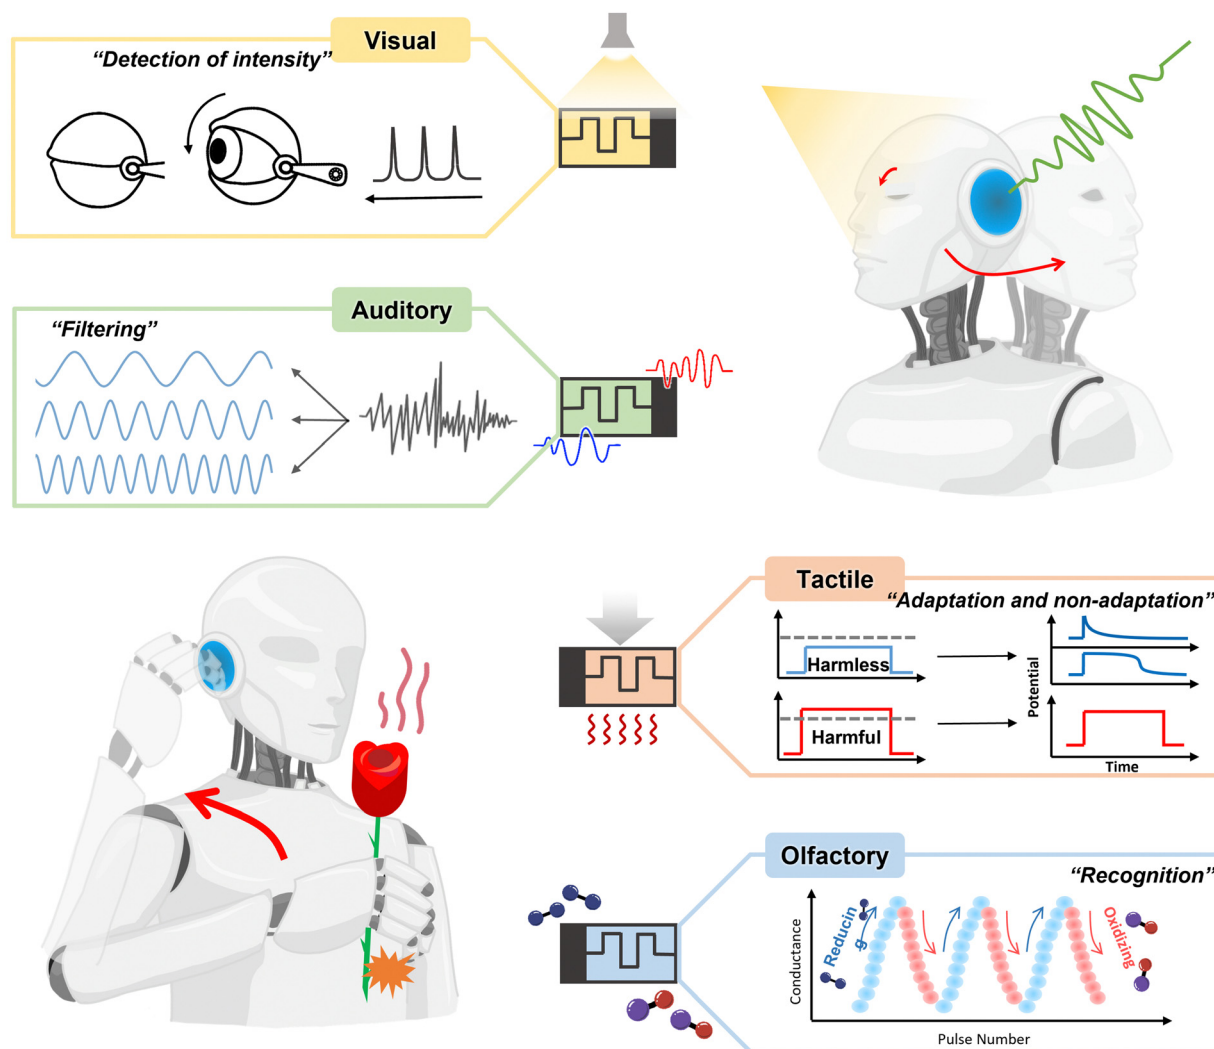 Visual
“Detection of intensity”
Auditory
“Filtering”
Tactile
“Adaptation and non-adaptation”
Harmless
Harmful
Potential
Time
Olfactory
“Recognition”
Conductance
Reducin
g
Oxidizing
Pulse Number